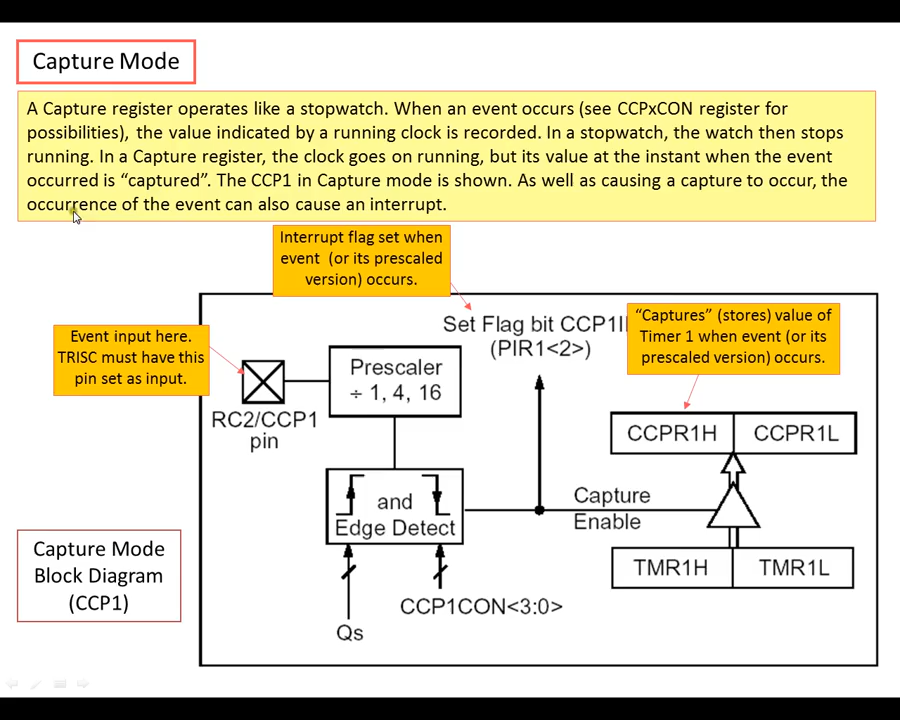 Capture Mode
A Capture register operates like a stopwatch. When an event occurs (see CCPxCON register for
possibilities), the value indicated by a running clock is recorded. In a stopwatch, the watch then stops
running. In a Capture register, the clock goes on running, but its value at the instant when the event
occurred is “captured”. The CCP1 in Capture mode is shown. As well as causing a capture to occur, the
occurrence of the event can also cause an interrupt.
Interrupt flag set when
event (or its prescaled
version) occurs.
Event input here.
TRISC must have this
pin set as input.
Set Flag bit CCP1I
(PIR1<2>)
“Captures” (stores) value of
Timer 1 when event (or its
prescaled version) occurs.
Prescaler
÷ 1, 4, 16
RC2/CCP1
pin
CCPR1H
CCPR1L
and
Edge Detect
Capture
Enable
TMR1H
TMR1L
Capture Mode
Block Diagram
(CCP1)
CCP1CON<3:0>
Qs